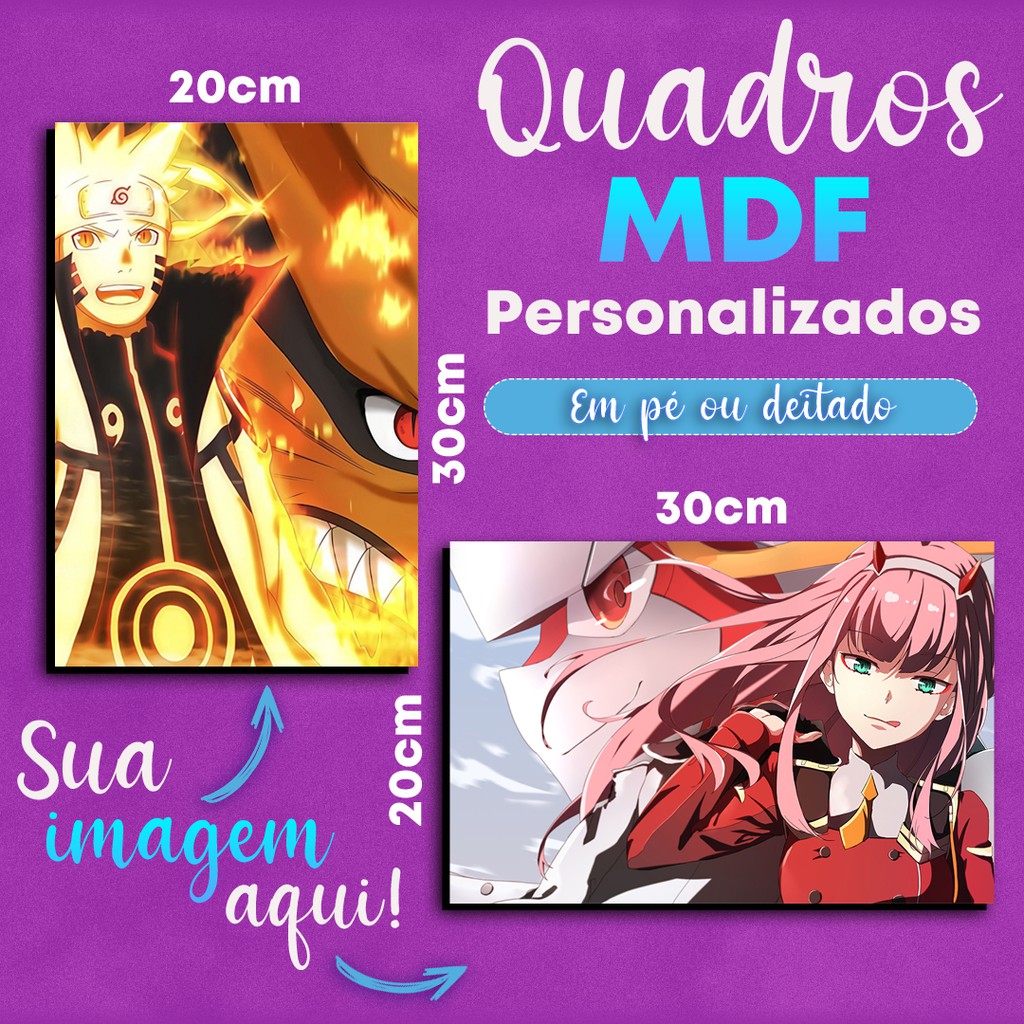 Quadros
MDF
Personalizados
Em pé ou deitado
20cm
30cm
30cm
20cm
Sua
imagem
aqui!